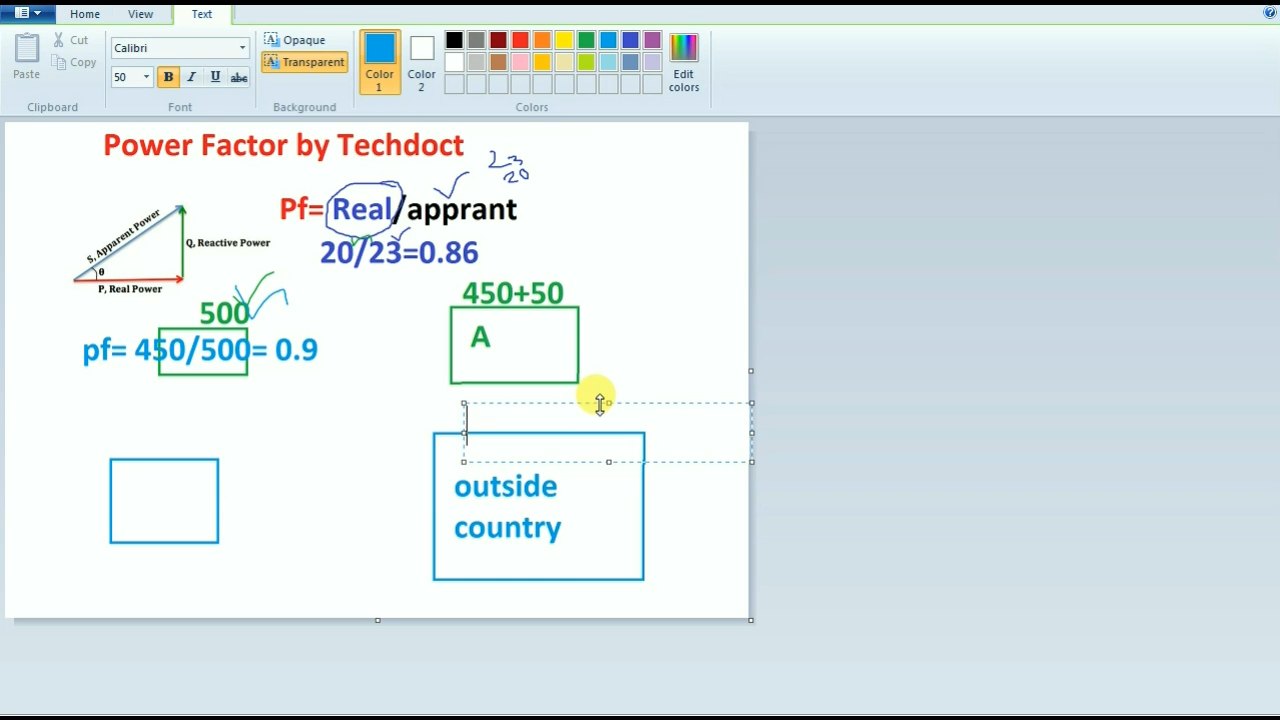 Home View Text
Cut
Copy
Paste
Clipboard
Calibri
50 B I U abc
Font
Opaque
Transparent
Background
Color 1
Color 2
Edit colors
Colors
Power Factor by Techdoct
23
20
Pf= Real/apprant
20/23=0.86
S, Apparent Power
Q, Reactive Power
θ
P, Real Power
500
pf= 450/500= 0.9
450+50
A
outside
country